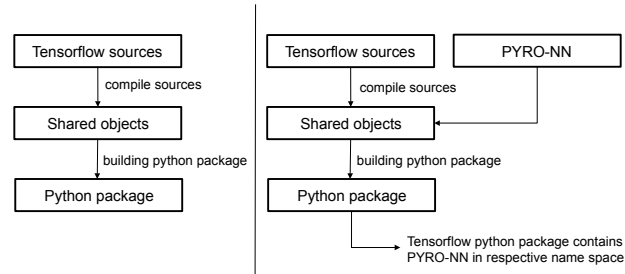 Tensorflow sources
compile sources
Shared objects
building python package
Python package
Tensorflow sources
PYRO-NN
compile sources
Shared objects
building python package
Python package
Tensorflow python package contains
PYRO-NN in respective name space